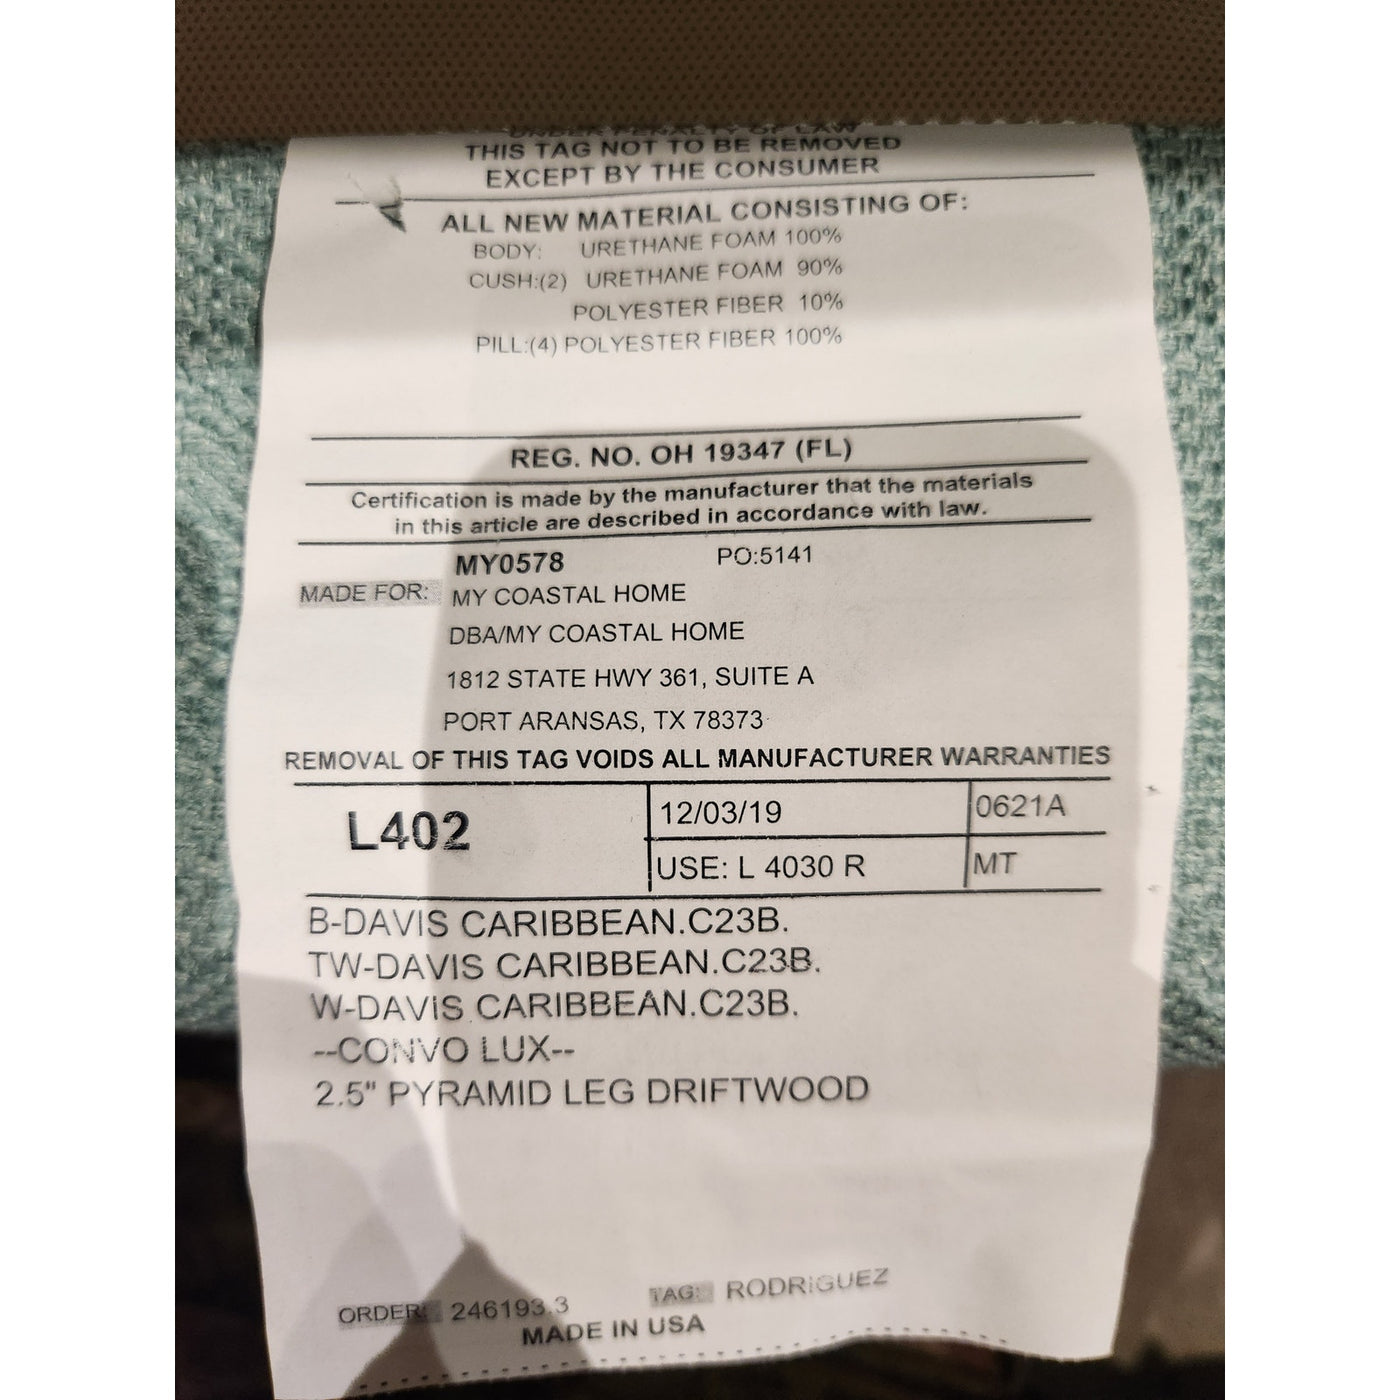 UNDER PENALTY OF LAW
THIS TAG NOT TO BE REMOVED
EXCEPT BY THE CONSUMER
ALL NEW MATERIAL CONSISTING OF:
BODY: URETHANE FOAM 100%
CUSH:(2) URETHANE FOAM 90%
POLYESTER FIBER 10%
PILL:(4) POLYESTER FIBER 100%
REG. NO. OH 19347 (FL)
Certification is made by the manufacturer that the materials
in this article are described in accordance with law.
MY0578 PO:5141
MADE FOR: MY COASTAL HOME
DBA/MY COASTAL HOME
1812 STATE HWY 361, SUITE A
PORT ARANSAS, TX 78373
REMOVAL OF THIS TAG VOIDS ALL MANUFACTURER WARRANTIES
L402 12/03/19 0621A
USE: L 4030 R MT
B-DAVIS CARIBBEAN.C23B.
TW-DAVIS CARIBBEAN.C23B.
W-DAVIS CARIBBEAN.C23B.
--CONVO LUX--
2.5" PYRAMID LEG DRIFTWOOD
ORDER: 246193.3 TAG: RODRIGUEZ
MADE IN USA